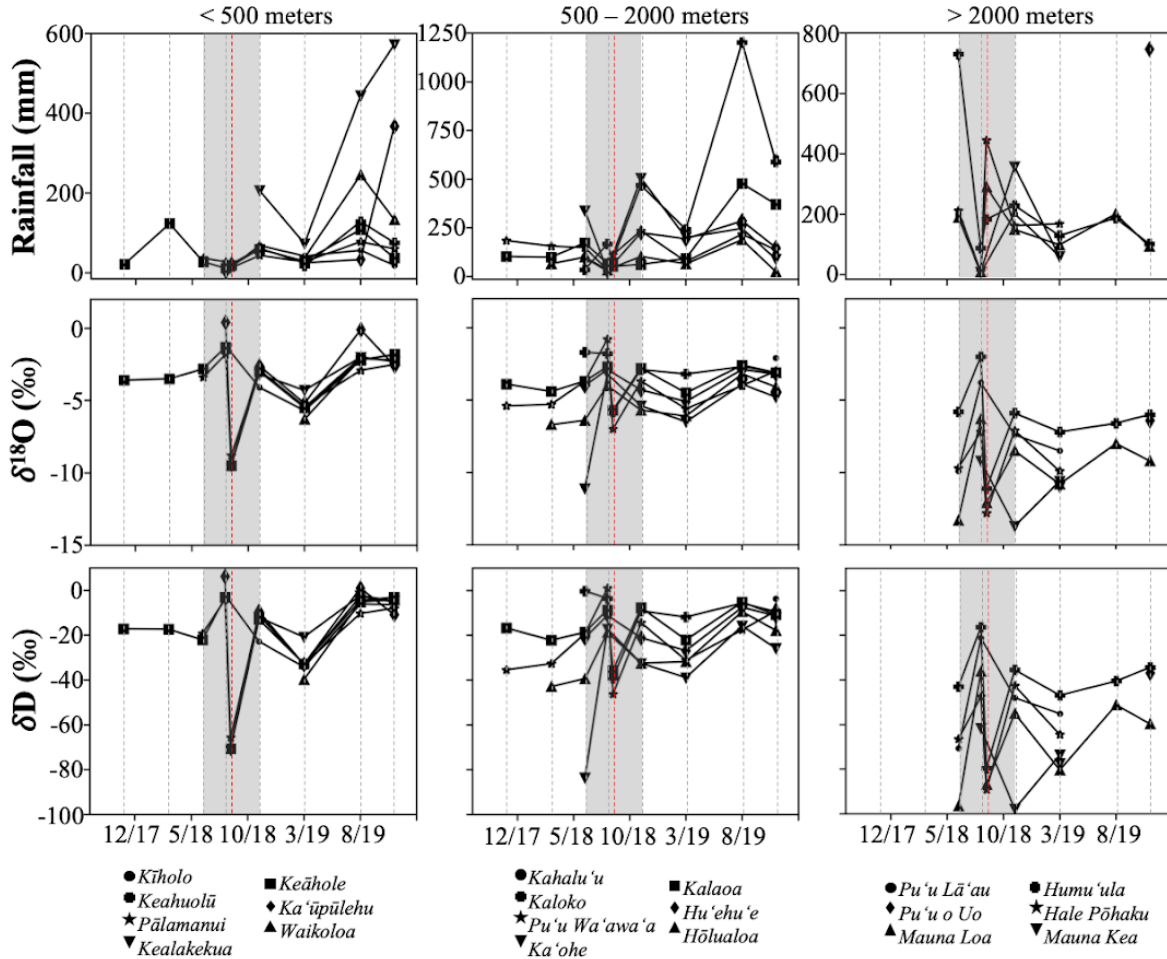 < 500 meters
500 – 2000 meters
> 2000 meters
Rainfall (mm)
600
400
200
0
1250
1000
750
500
250
0
800
600
400
200
0
δ¹⁸O (‰)
0
-5
-10
-15
δD (‰)
0
-20
-40
-60
-80
-100
12/17
5/18
10/18
3/19
8/19
12/17
5/18
10/18
3/19
8/19
12/17
5/18
10/18
3/19
8/19
Kīholo
Keahuolū
Pālamanui
Kealakekua
Keāhole
Ka‘ūpūlehu
Waikoloa
Kahalu‘u
Kaloko
Pu‘u Wa‘awa‘a
Ka‘ohe
Kalaoa
Hu‘ehu‘e
Hōlualoa
Pu‘u Lā‘au
Pu‘u o Uo
Mauna Loa
Humu‘ula
Hale Pōhaku
Mauna Kea